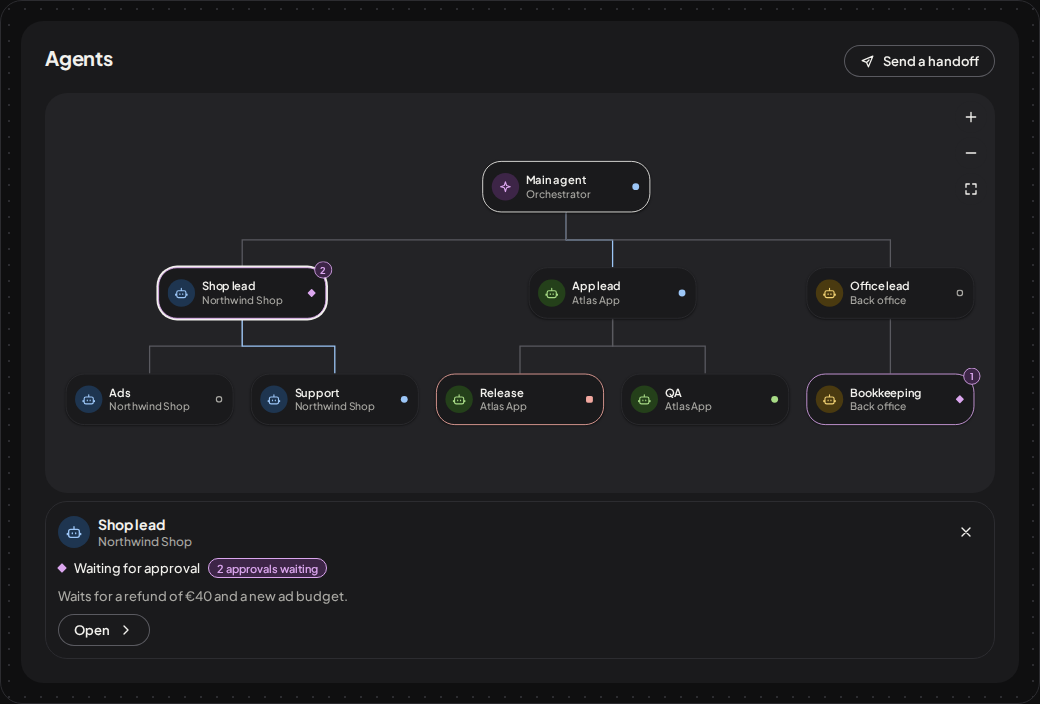 Agents
Send a handoff
Main agent
Orchestrator
2
Shop lead
Northwind Shop
App lead
Atlas App
Office lead
Back office
Ads
Northwind Shop
Support
Northwind Shop
Release
Atlas App
QA
Atlas App
1
Bookkeeping
Back office
Shop lead
Northwind Shop
Waiting for approval 2 approvals waiting
Waits for a refund of €40 and a new ad budget.
Open